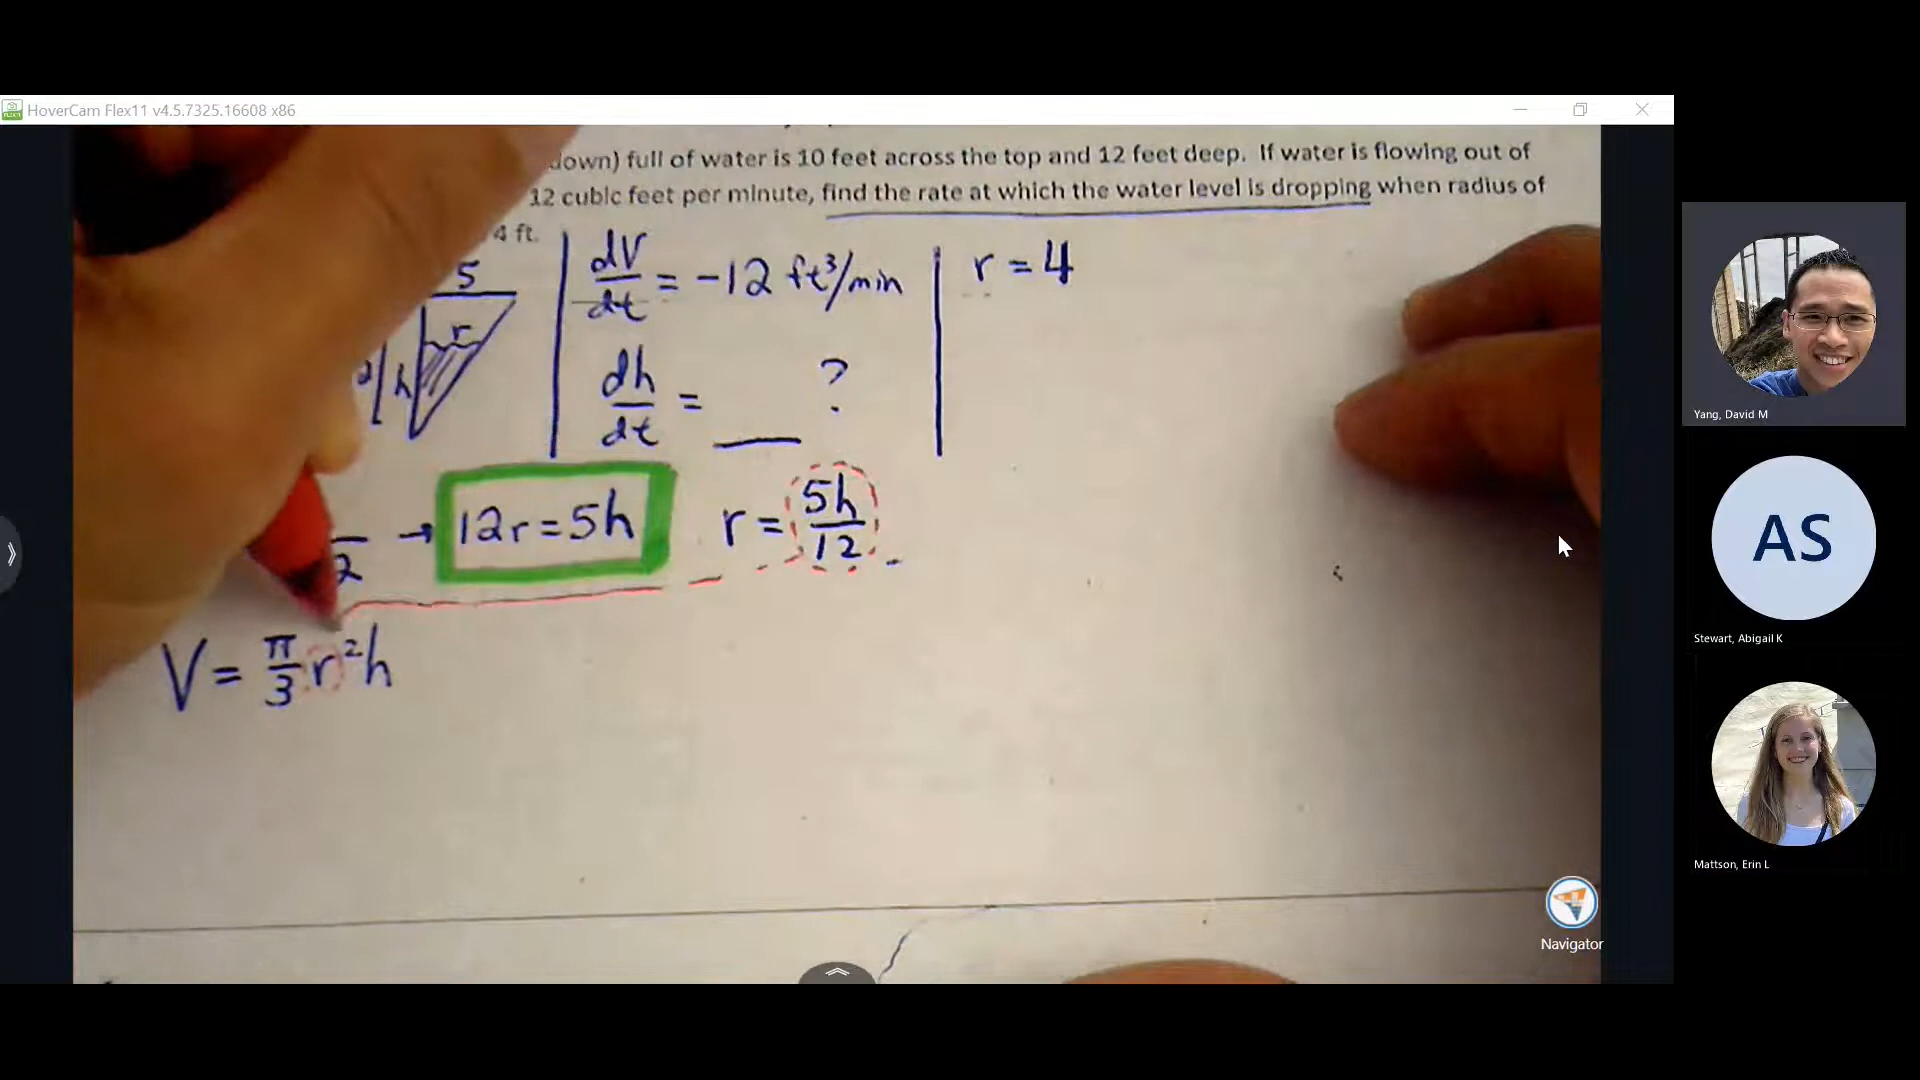 HoverCam Flex11 v4.5.7325.16608 x86
down) full of water is 10 feet across the top and 12 feet deep. If water is flowing out of
12 cubic feet per minute, find the rate at which the water level is dropping when radius of
4 ft.
5
r
h
dV/dt = -12 ft³/min
dh/dt = ___ ?
r = 4
2 → 12r = 5h
r = 5h/12
V = π/3 r²h
Navigator
Yang, David M
AS
Stewart, Abigail K
Mattson, Erin L